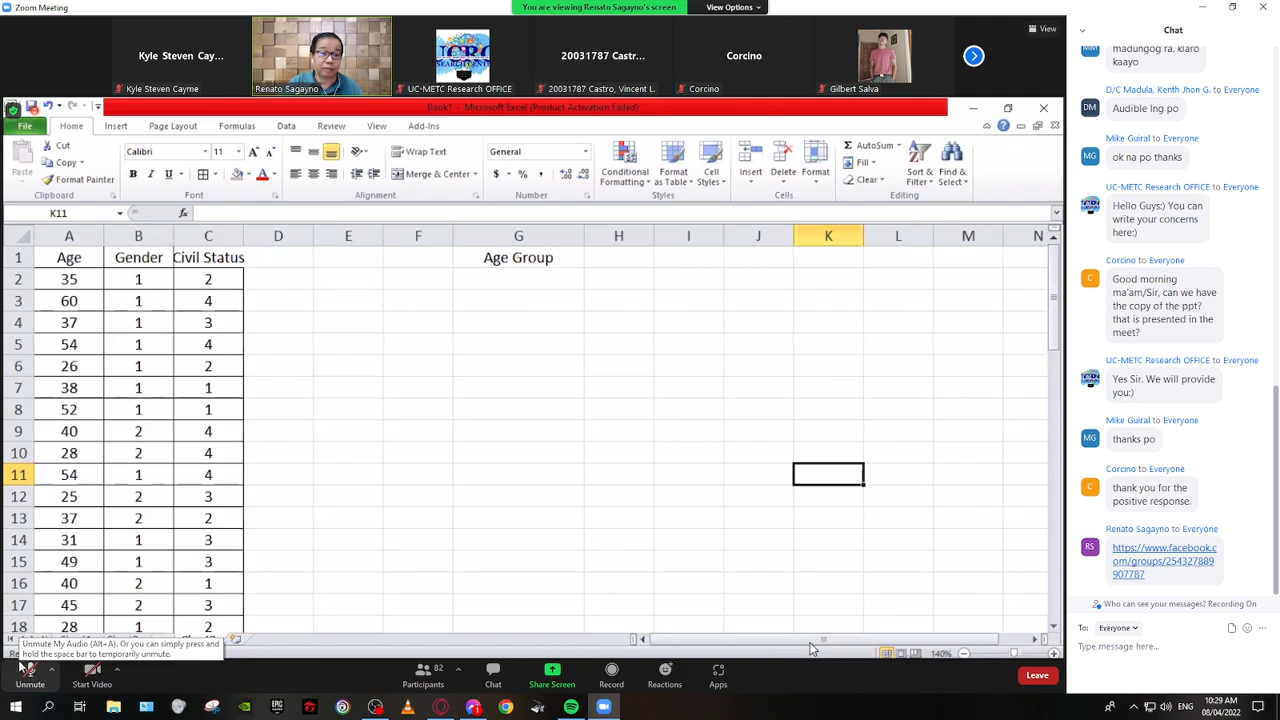 Zoom Meeting
You are viewing Renato Sagayno's screen
View Options
View
Kyle Steven Cay...
20031787 Castr...
Corcino
Kyle Steven Cayme
Renato Sagayno
UC-METC Research OFFICE
20031787 Castro, Vincent L.
Corcino
Gilbert Salva
Book1 - Microsoft Excel (Product Activation Failed)
File
Home
Insert
Page Layout
Formulas
Data
Review
View
Add-Ins
Paste
Cut
Copy
Format Painter
Clipboard
Calibri
11
B I U
Wrap Text
Merge & Center
Alignment
General
$ % ,
Number
Conditional Formatting
Format as Table
Cell Styles
Styles
Insert
Delete
Format
Cells
AutoSum
Fill
Clear
Sort & Filter
Find & Select
Editing
K11
fx
A B C D E F G H I J K L M N
1 Age Gender Civil Status Age Group
2 35 1 2
3 60 1 4
4 37 1 3
5 54 1 4
6 26 1 2
7 38 1 1
8 52 1 1
9 40 2 4
10 28 2 4
11 54 1 4
12 25 2 3
13 37 2 2
14 31 1 3
15 49 1 3
16 40 2 1
17 45 2 3
18 28 1 2
Unmute My Audio (Alt+A). Or you can simply press and
hold the space bar to temporarily unmute.
140%
Unmute
Start Video
82
Participants
Chat
Share Screen
Record
Reactions
Apps
Leave
Chat
madungog ra. klaro
kaayo
D/C Madula, Kenth Jhon G. to Everyone
DM
Audible lng po
Mike Guiral to Everyone
MG
ok na po thanks
UC-METC Research OFFICE to Everyone
Hello Guys:) You can
write your concerns
here:)
Corcino to Everyone
C
Good morning
ma'am/Sir, can we have
the copy of the ppt?
that is presented in the
meet?
UC-METC Research OFFICE to Everyone
Yes Sir. We will provide
you:)
Mike Guiral to Everyone
MG
thanks po
Corcino to Everyone
C
thank you for the
positive response.
Renato Sagayno to Everyone
RS
https://www.facebook.c
om/groups/254327889
907787
Who can see your messages? Recording On
To: Everyone
Type message here...
10:29 AM
08/04/2022